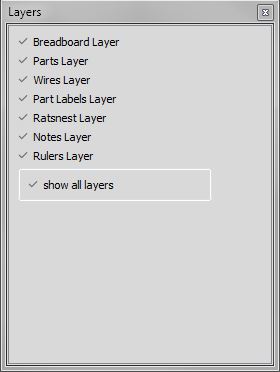 Layers
Breadboard Layer
Parts Layer
Wires Layer
Part Labels Layer
Ratsnest Layer
Notes Layer
Rulers Layer
show all layers